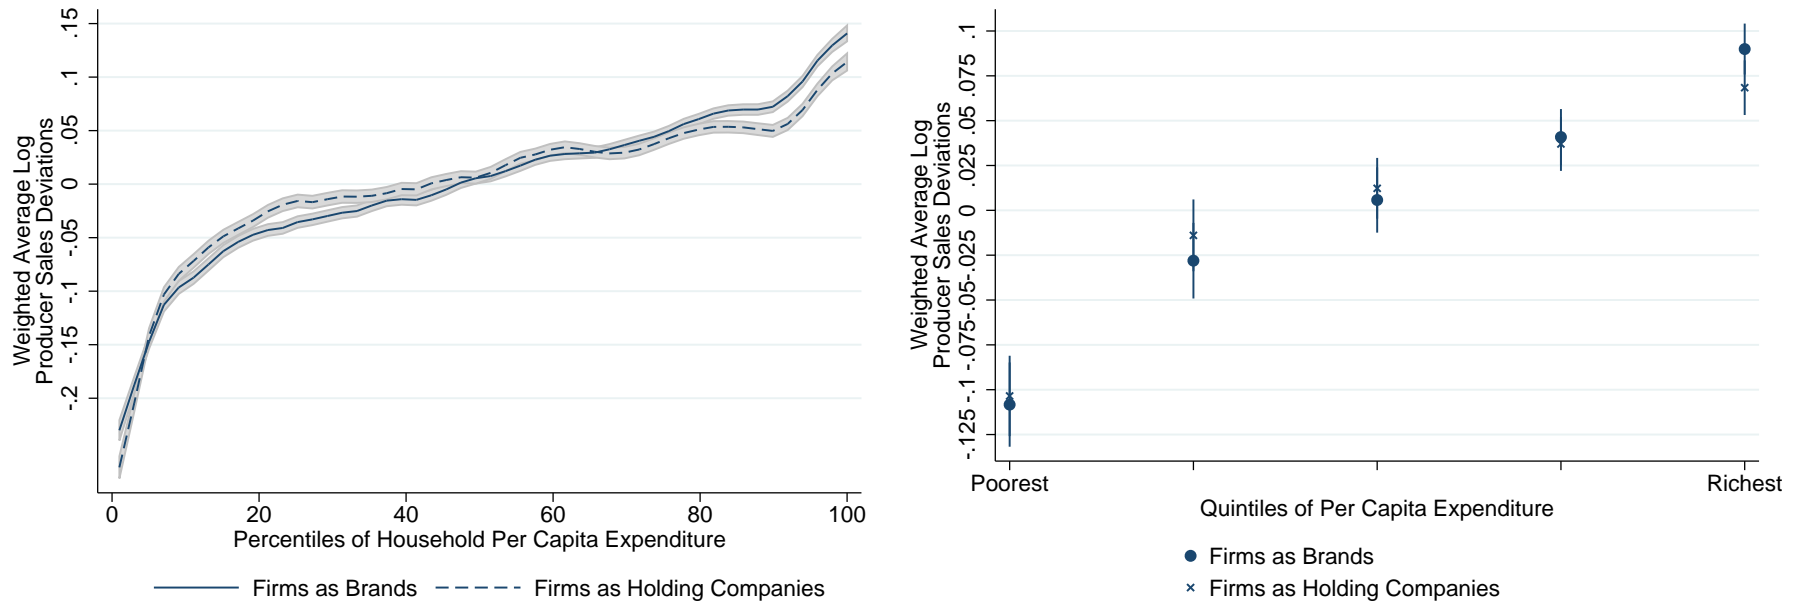 Weighted Average Log
Producer Sales Deviations
.15
.1
.05
0
-.05
-.1
-.15
-.2
0 20 40 60 80 100
Percentiles of Household Per Capita Expenditure
Firms as Brands Firms as Holding Companies
Weighted Average Log
Producer Sales Deviations
.1
.075
.05
.025
0
-.025
-.05
-.075
-.1
-.125
Poorest Richest
Quintiles of Per Capita Expenditure
Firms as Brands
Firms as Holding Companies